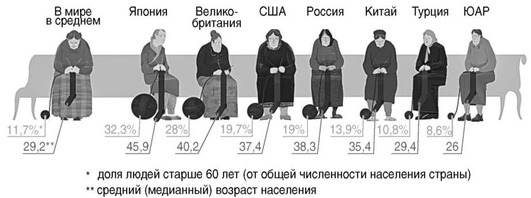 В мире в среднем
Япония
Велико-британия
США
Россия
Китай
Турция
ЮАР
11,7%* 32,3% 28% 19,7% 19% 13,9% 10,8% 8,6%
29,2** 45,9 40,2 37,4 38,3 35,4 29,4 26
* доля людей старше 60 лет (от общей численности населения страны)
** средний (медианный) возраст населения